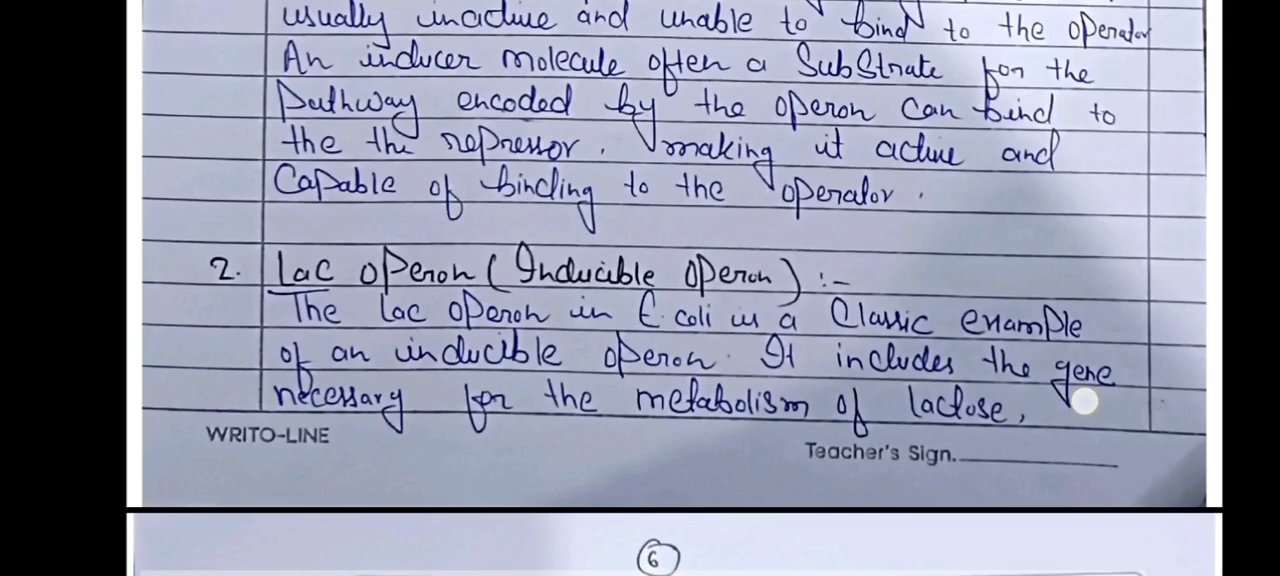 usually inactive and unable to bind to the operator
An inducer molecule often a Substrate for the
Pathway encoded by the operon can bind to
the the repressor. making it active and
Capable of binding to the operator.
2. Lac operon (Inducible operon) :-
The lac operon in E.coli is a Classic example
of an inducible operon. It includes the gene
necessary for the metabolism of lactose,
WRITO-LINE
Teacher's Sign.
6